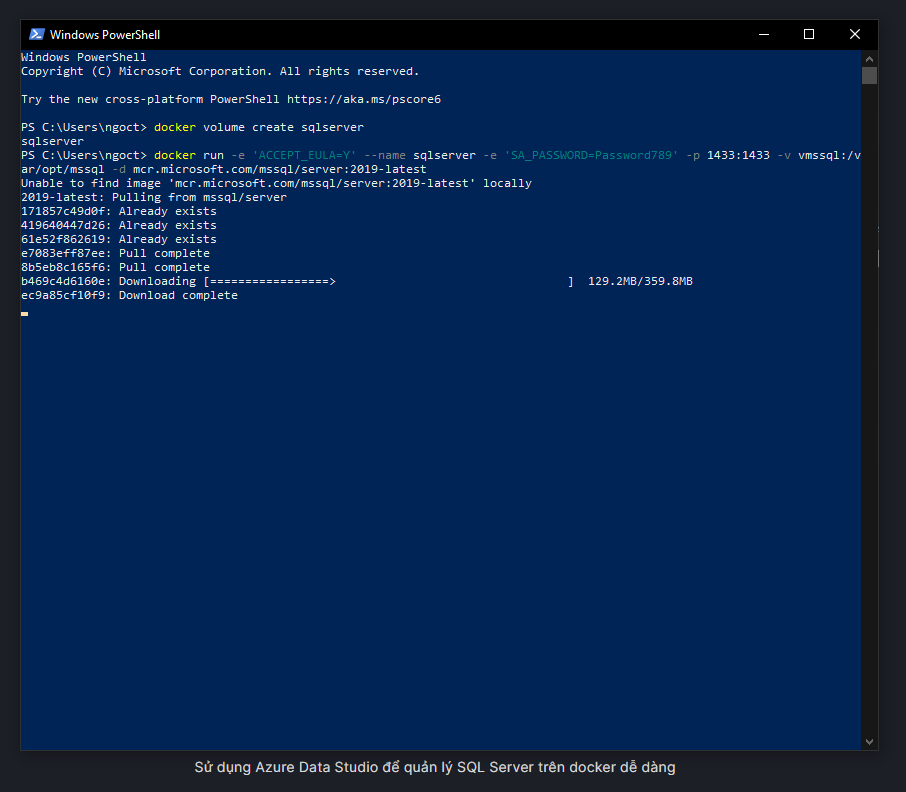 Windows PowerShell
Windows PowerShell
Copyright (C) Microsoft Corporation. All rights reserved.
Try the new cross-platform PowerShell https://aka.ms/pscore6
PS C:\Users\ngoct> docker volume create sqlserver
sqlserver
PS C:\Users\ngoct> docker run -e 'ACCEPT_EULA=Y' --name sqlserver -e 'SA_PASSWORD=Password789' -p 1433:1433 -v vmssql:/v
ar/opt/mssql -d mcr.microsoft.com/mssql/server:2019-latest
Unable to find image 'mcr.microsoft.com/mssql/server:2019-latest' locally
2019-latest: Pulling from mssql/server
171857c49d0f: Already exists
419640447d26: Already exists
61e52f862619: Already exists
e7083eff87ee: Pull complete
8b5eb8c165f6: Pull complete
b469c4d6160e: Downloading [=================>                                 ]  129.2MB/359.8MB
ec9a85cf10f9: Download complete
Sử dụng Azure Data Studio để quản lý SQL Server trên docker dễ dàng